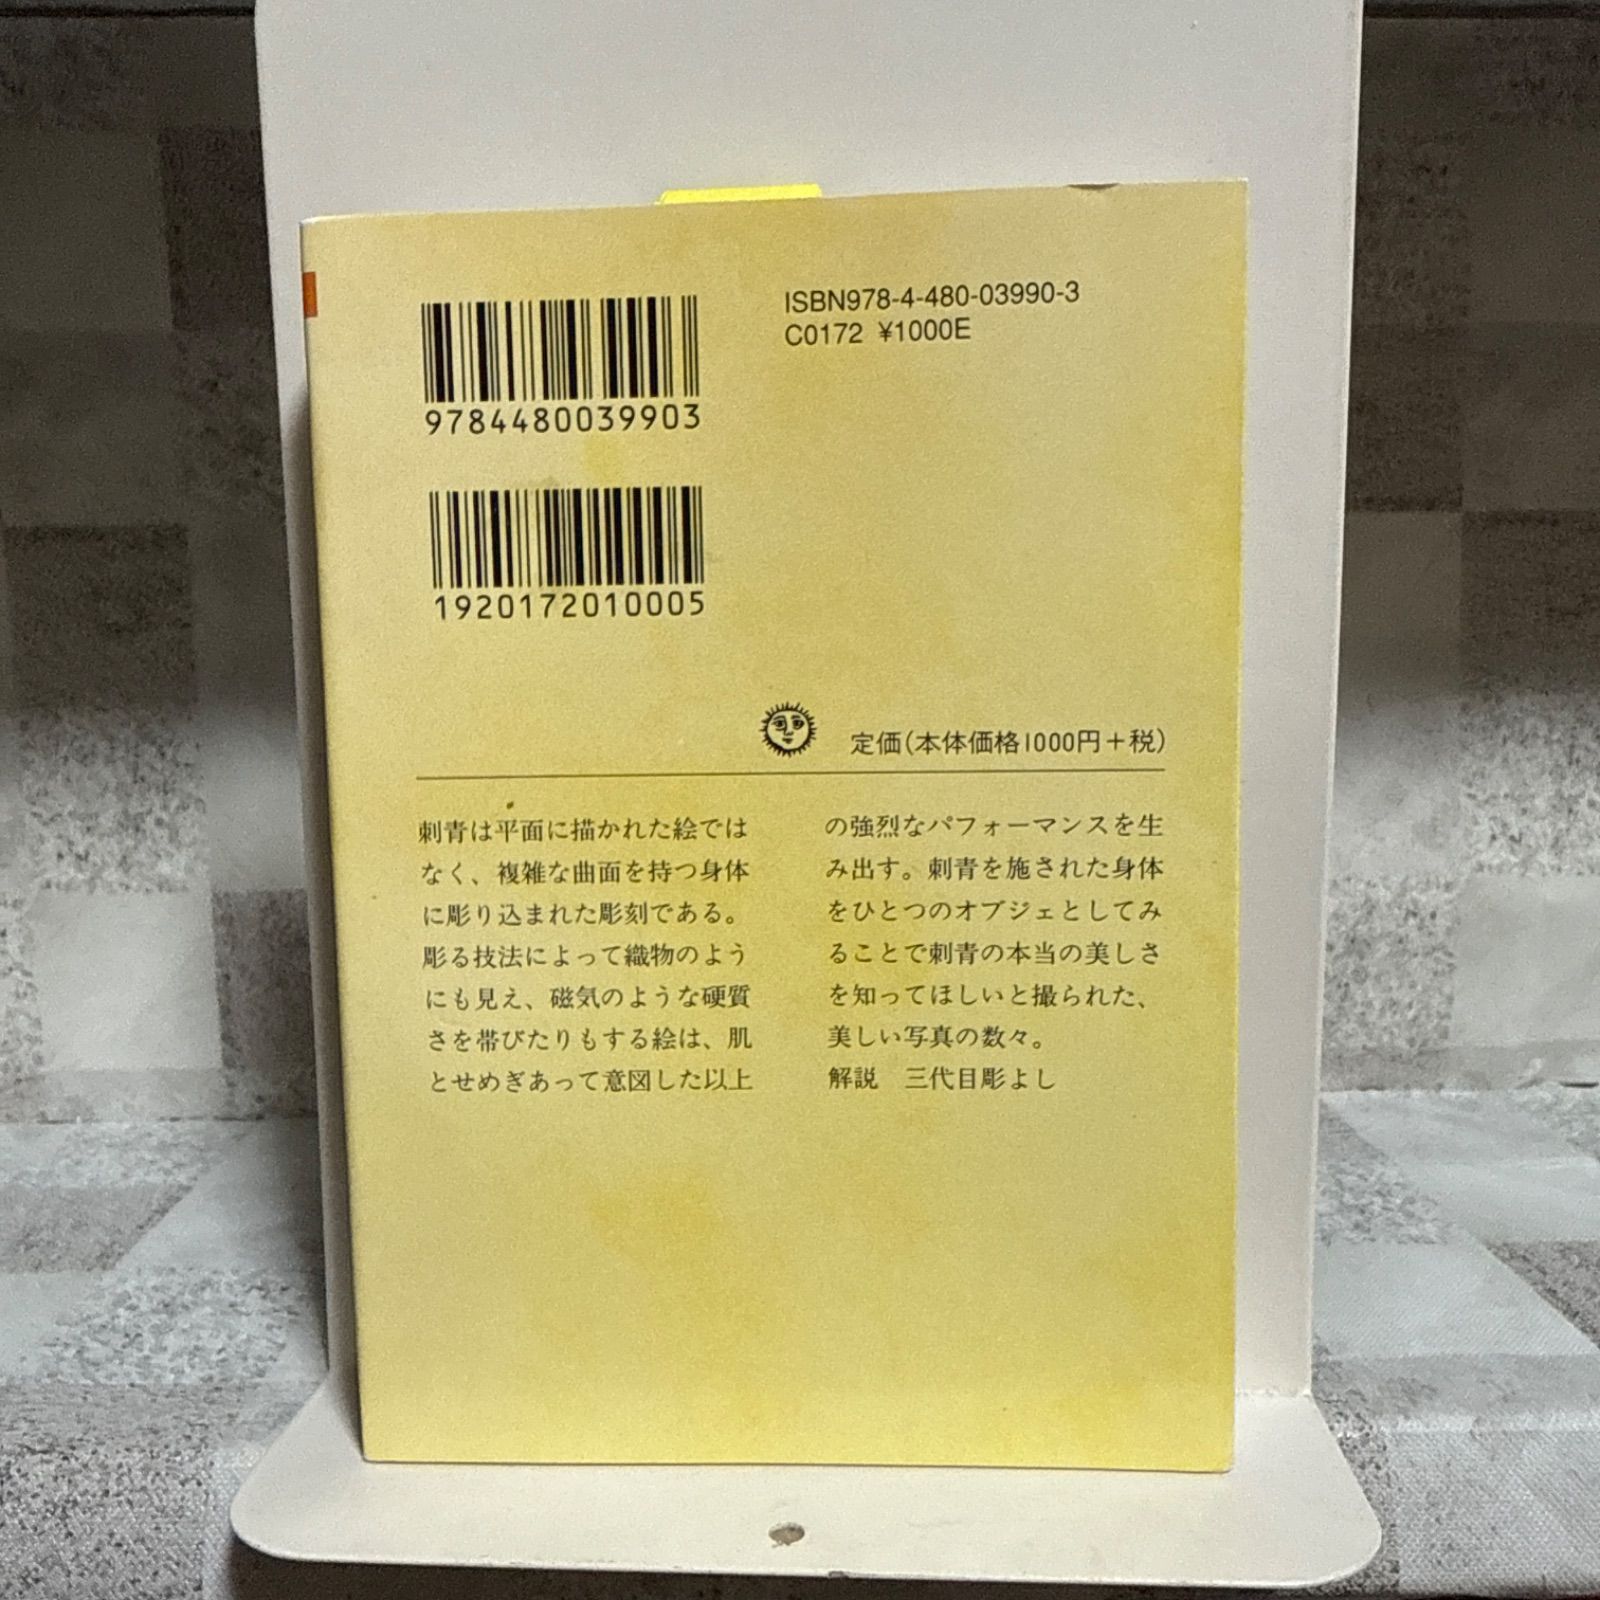 ISBN978-4-480-03990-3
C0172 ¥1000E
9784480039903
1920172010005
定価(本体価格1000円+税)
刺青は平面に描かれた絵では
なく、複雑な曲面を持つ身体
に彫り込まれた彫刻である。
彫る技法によって織物のよう
にも見え、磁気のような硬質
さを帯びたりもする絵は、肌
とせめぎあって意図した以上
の強烈なパフォーマンスを生
み出す。刺青を施された身体
をひとつのオブジェとしてみ
ることで刺青の本当の美しさ
を知ってほしいと撮られた、
美しい写真の数々。
解説　三代目彫よし